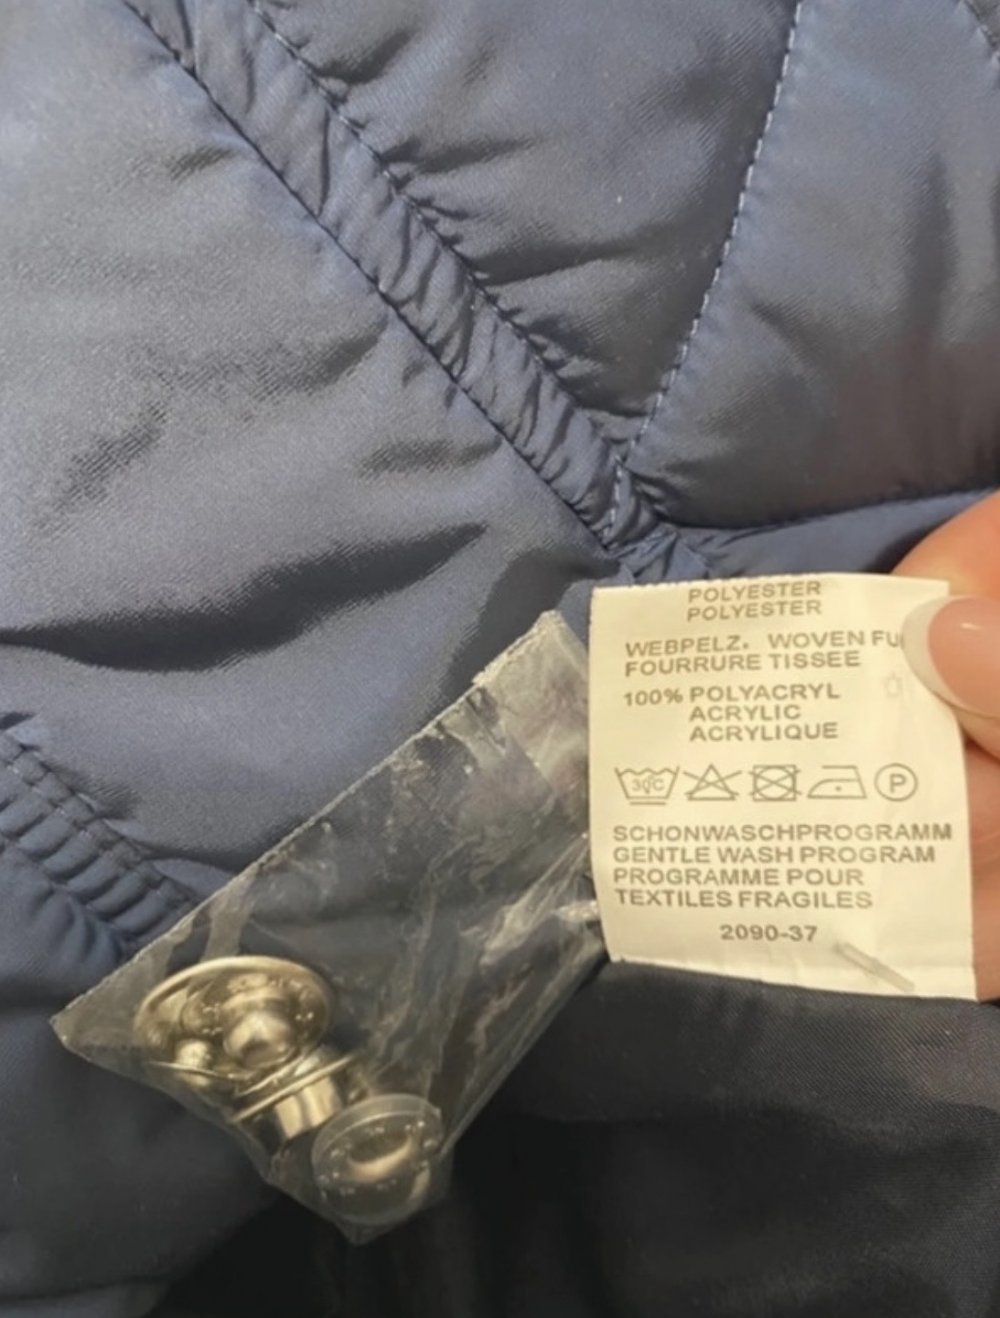 POLYESTER
POLYESTER
WEBPELZ. WOVEN FU
FOURRURE TISSEE
100% POLYACRYL
ACRYLIC
ACRYLIQUE
30°C P
SCHONWASCHPROGRAMM
GENTLE WASH PROGRAM
PROGRAMME POUR
TEXTILES FRAGILES
2090-37